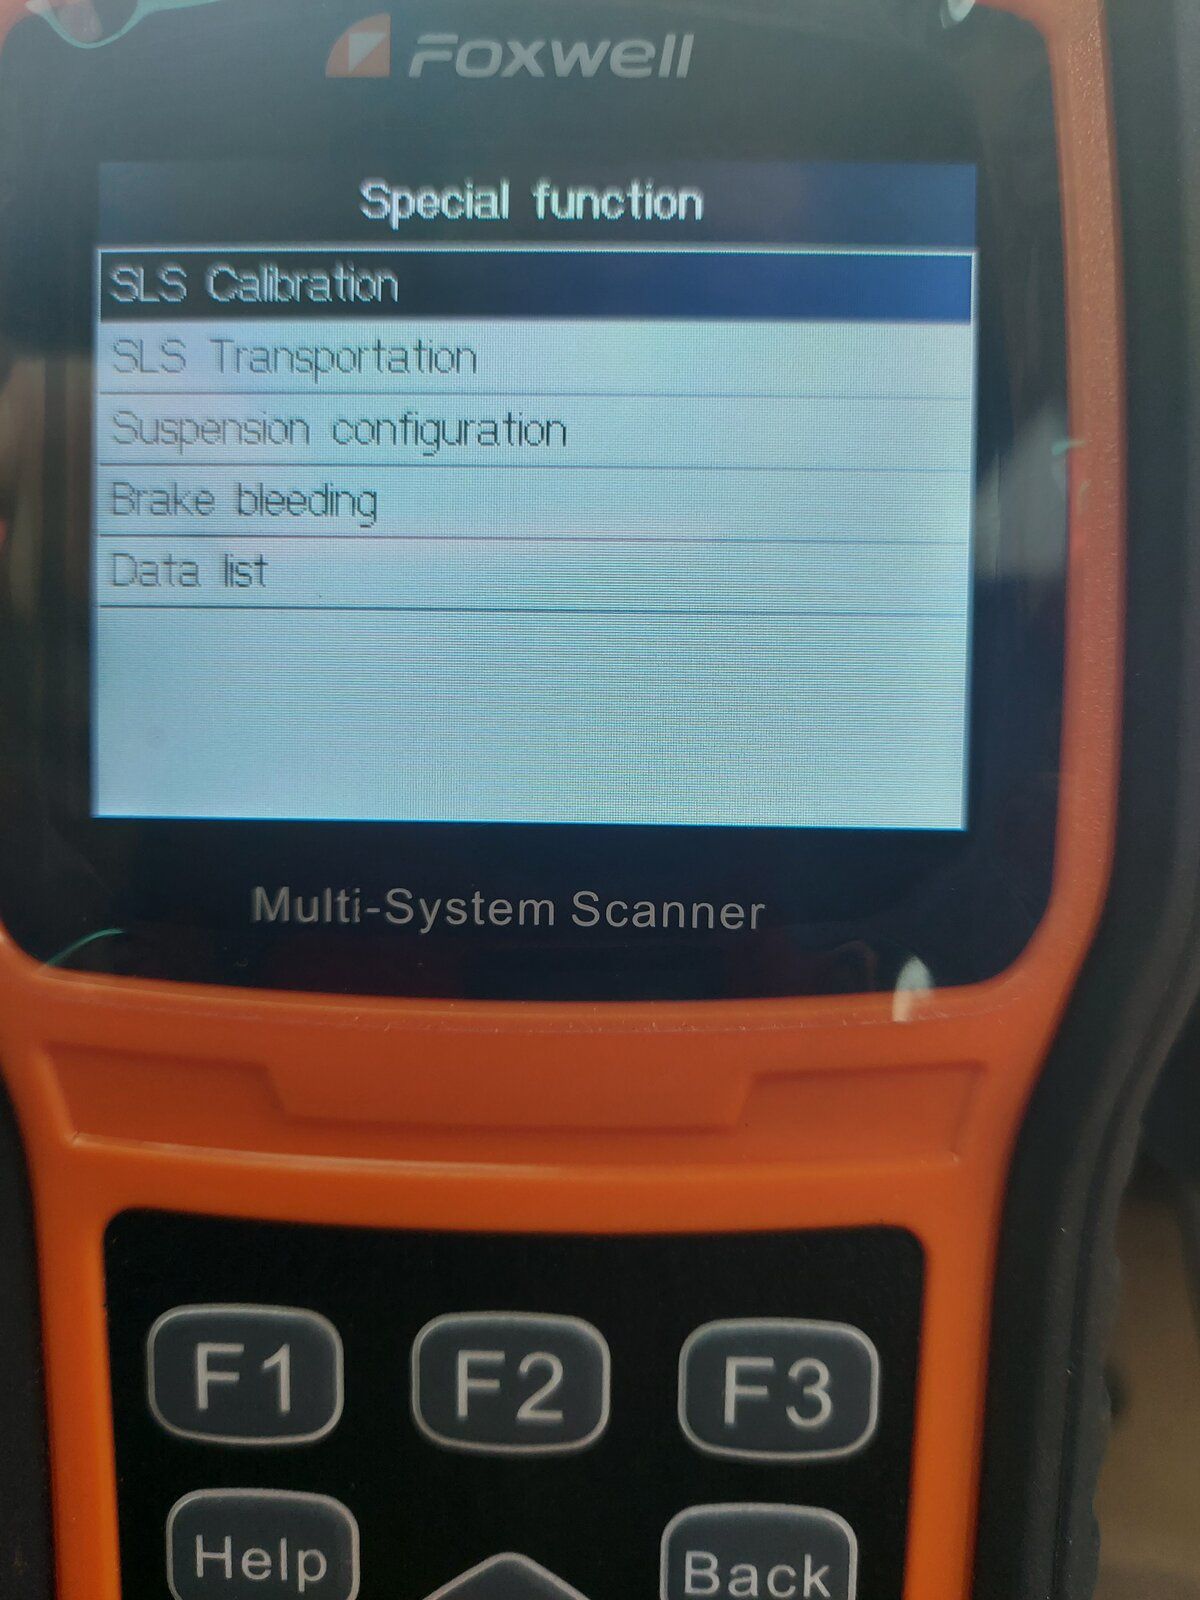 Foxwell
Special function
SLS Calibration
SLS Transportation
Suspension configuration
Brake bleeding
Data list
Multi-System Scanner
F1 F2 F3
Help Back